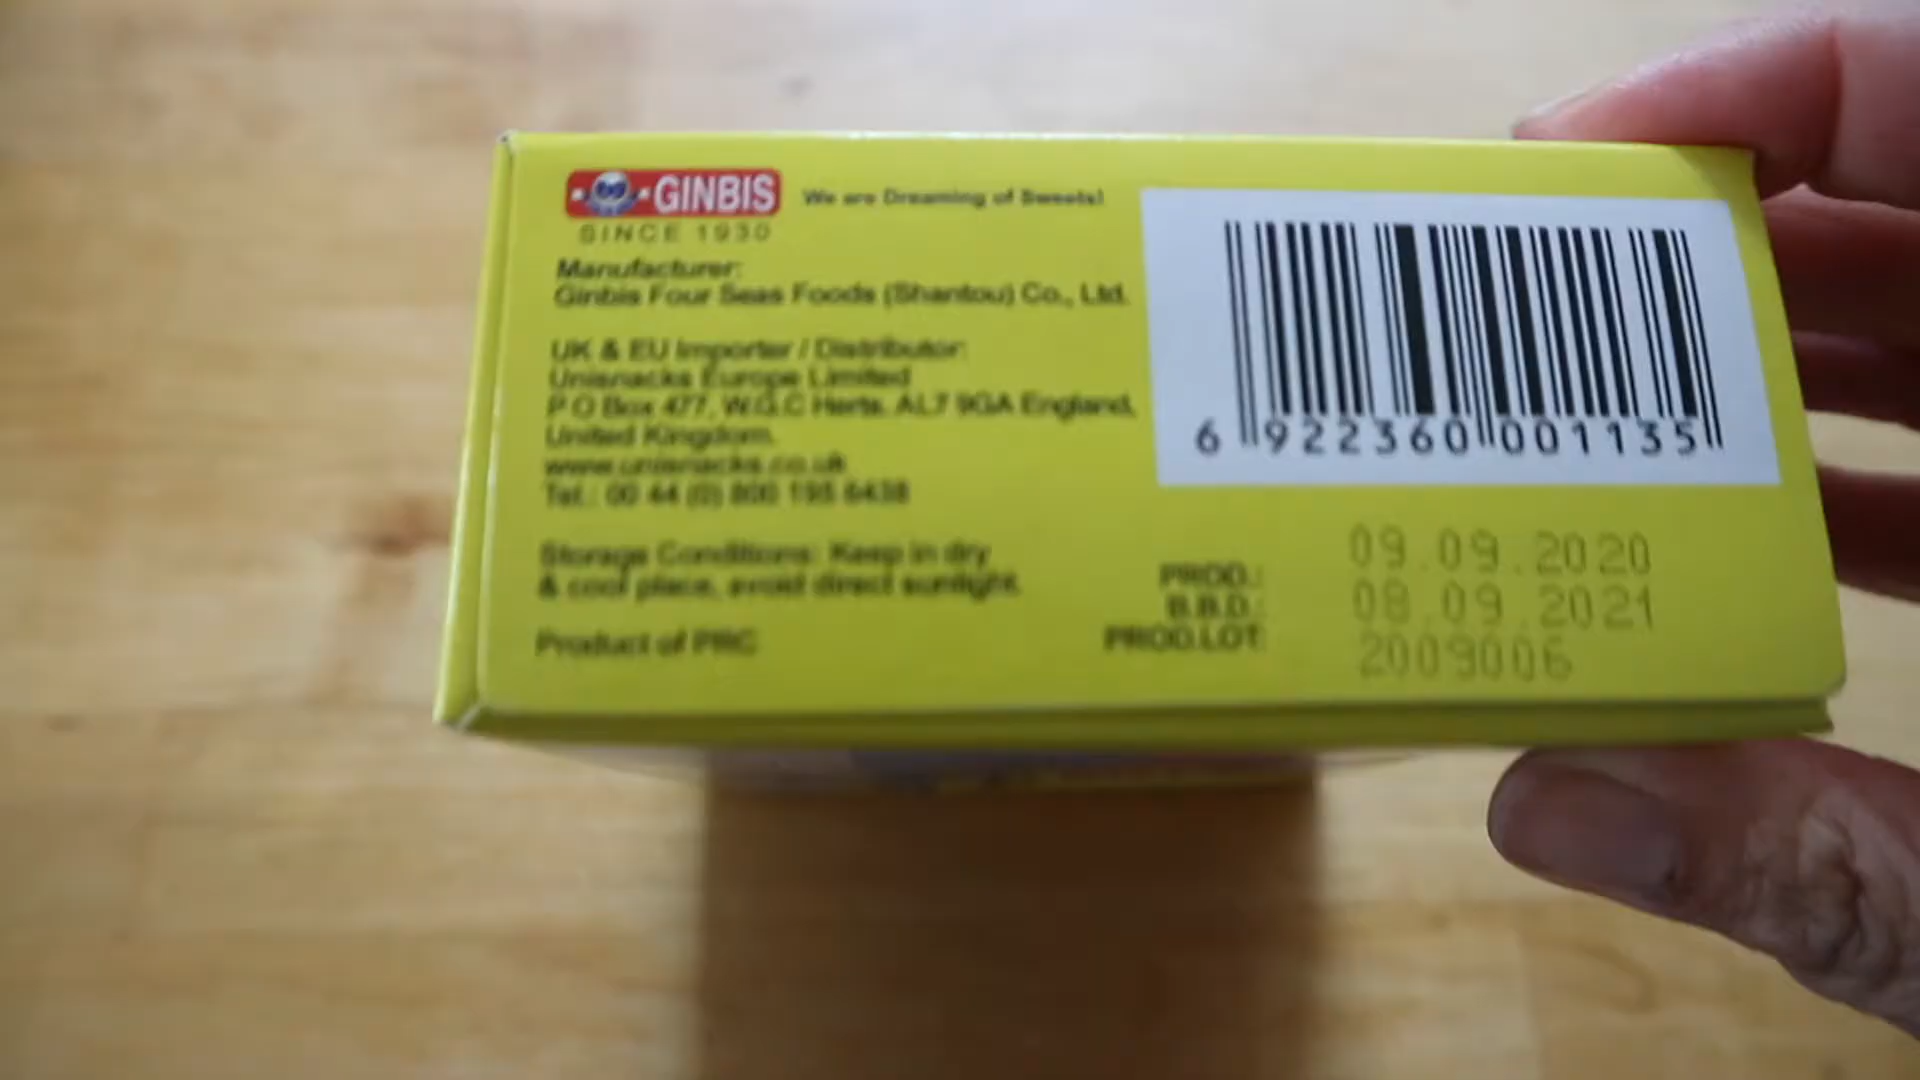 GINBIS
SINCE 1930
We are Dreaming of Sweets!
Manufacturer:
Ginbis Four Seas Foods (Shantou) Co., Ltd.
UK & EU Importer / Distributor:
Unisnacks Europe Limited
P O Box 477, W.G.C Herts. AL7 9GA England,
United Kingdom.
www.unisnacks.co.uk
Tel.: 00 44 (0) 800 195 6438
Storage Conditions: Keep in dry
& cool place, avoid direct sunlight.
Product of PRC
6 922360 001135
PROD.: 09.09.2020
B.B.D.: 08.09.2021
PROD.LOT: 2009006